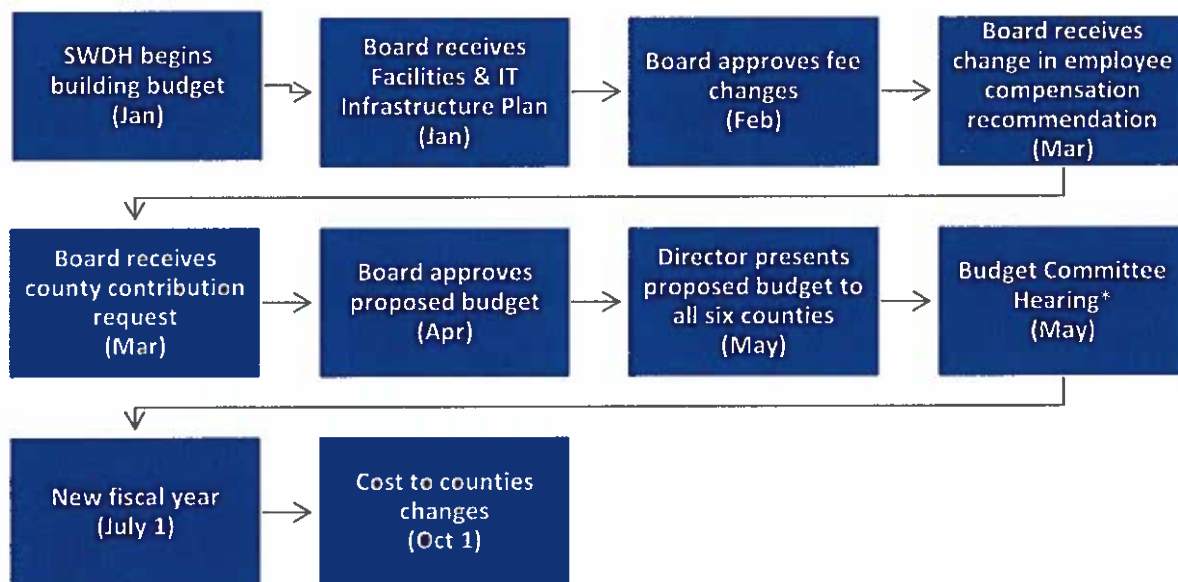 SWDH begins
building budget
(Jan)
Board receives
Facilities & IT
Infrastructure Plan
(Jan)
Board approves fee
changes
(Feb)
Board receives
change in employee
compensation
recommendation
(Mar)
Board receives
county contribution
request
(Mar)
Board approves
proposed budget
(Apr)
Director presents
proposed budget to
all six counties
(May)
Budget Committee
Hearing*
(May)
New fiscal year
(July 1)
Cost to counties
changes
(Oct 1)